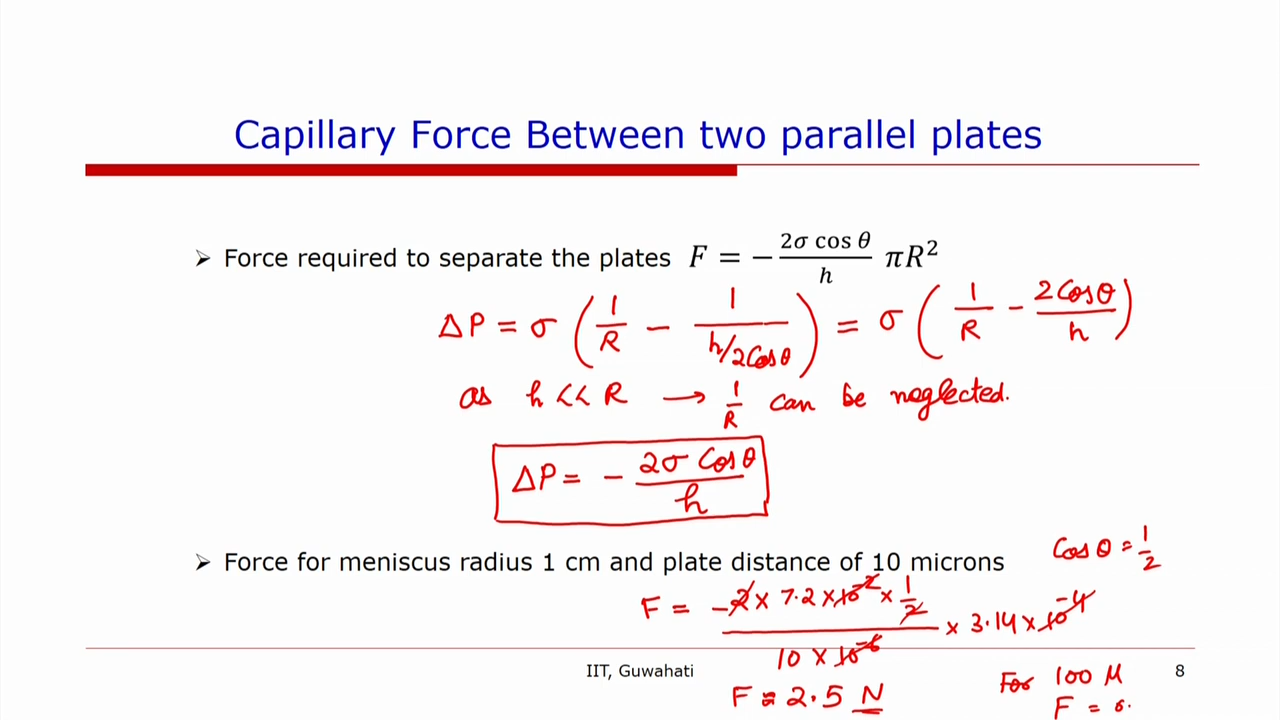 Capillary Force Between two parallel plates
➢ Force required to separate the plates F = − 2σ cos θ / h πR²
ΔP = σ ( 1/R − 1/(h/2Cosθ) ) = σ ( 1/R − 2Cosθ/h )
as h << R → 1/R can be neglected.
ΔP = − 2σ Cosθ / h
➢ Force for meniscus radius 1 cm and plate distance of 10 microns
Cosθ = 1/2
F = −2 × 7.2 × 10⁻² × 1/2 / 10 × 10⁻⁶ × 3.14 × 10⁻⁴
IIT, Guwahati
8
F = 2.5 N
For 100 μ
F =